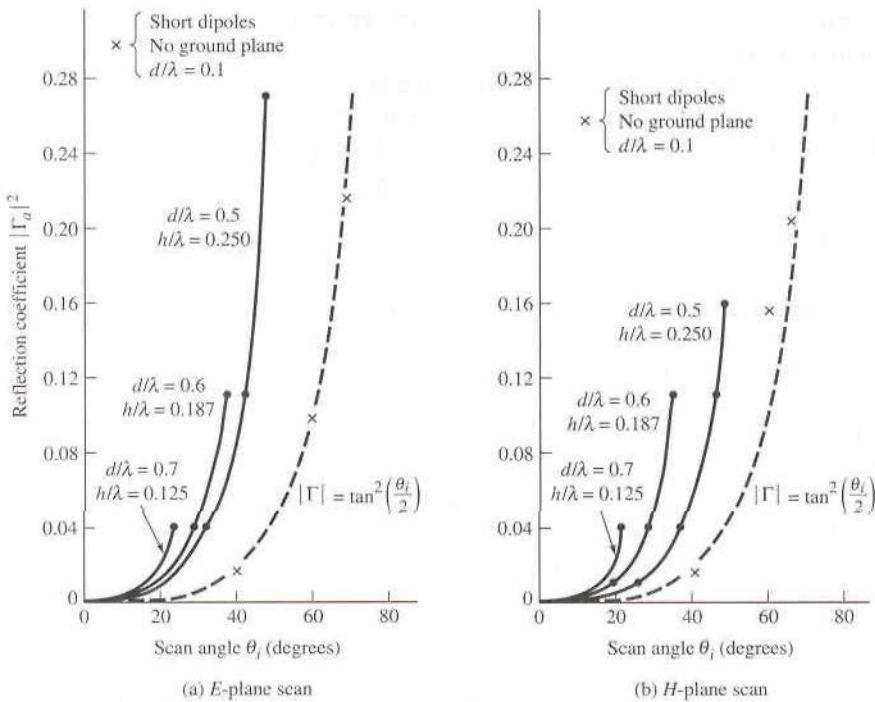 Short dipoles
× { No ground plane
d/λ = 0.1
0.28
0.24
0.20
0.16
0.12
0.08
0.04
0
Reflection coefficient |Γₐ|²
d/λ = 0.5
h/λ = 0.250
d/λ = 0.6
h/λ = 0.187
d/λ = 0.7
h/λ = 0.125
|Γ| = tan²(θᵢ/2)
0 20 40 60 80
Scan angle θᵢ (degrees)
(a) E-plane scan
Short dipoles
× { No ground plane
d/λ = 0.1
0.28
0.24
0.20
0.16
0.12
0.08
0.04
0
d/λ = 0.5
h/λ = 0.250
d/λ = 0.6
h/λ = 0.187
d/λ = 0.7
h/λ = 0.125
|Γ| = tan²(θᵢ/2)
0 20 40 60 80
Scan angle θᵢ (degrees)
(b) H-plane scan